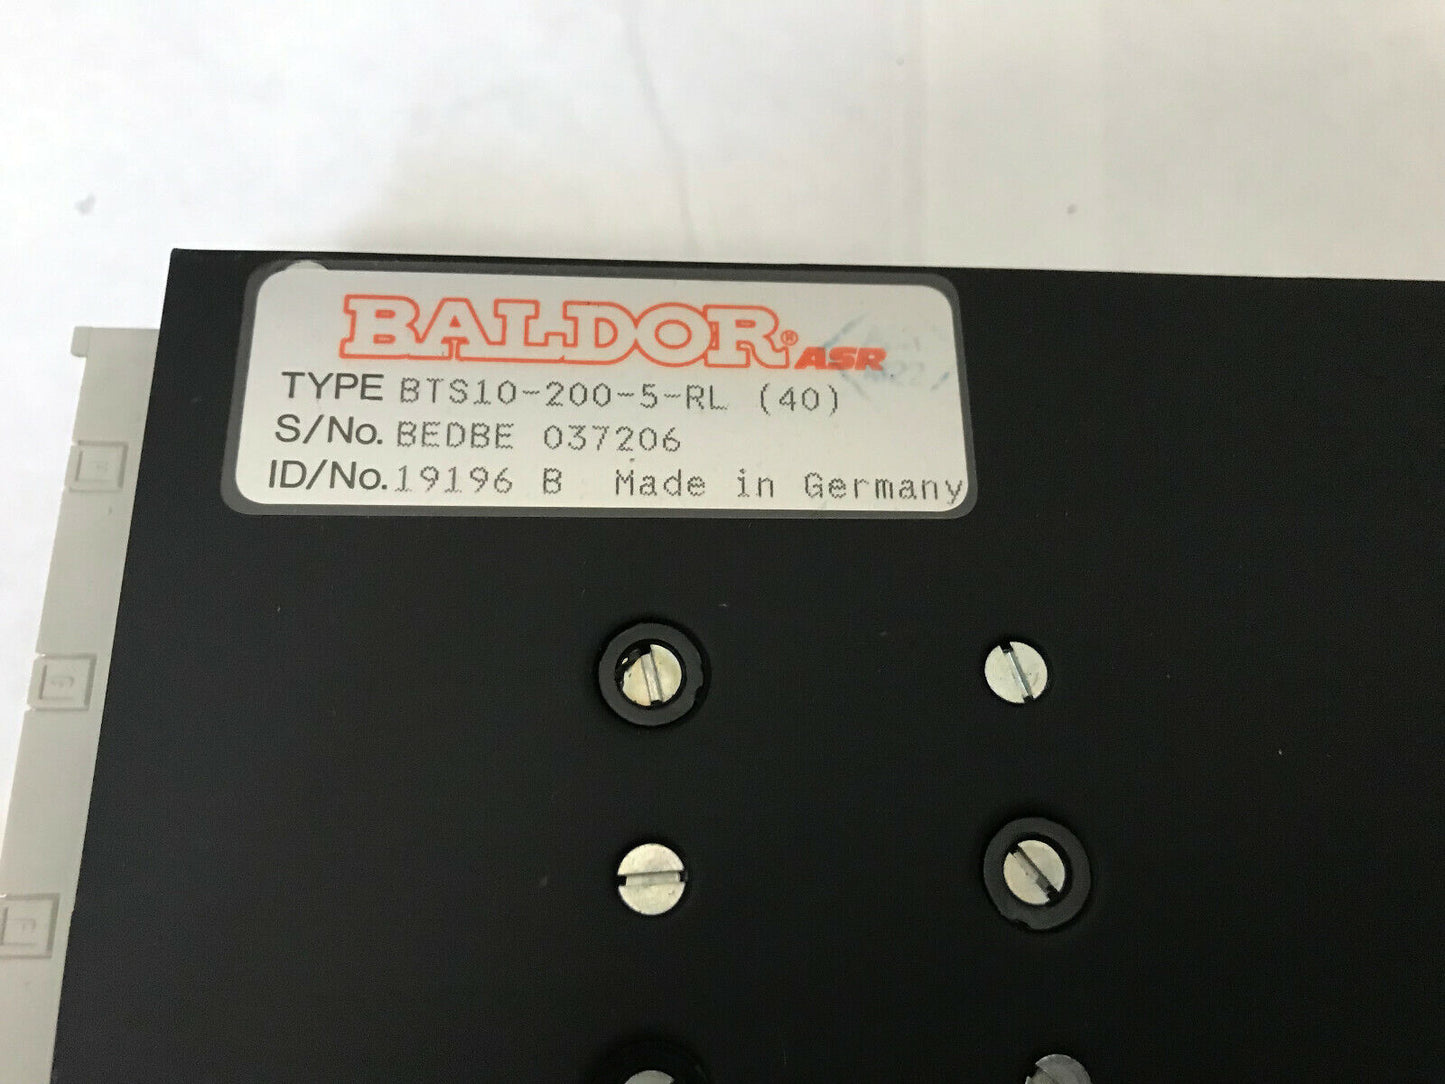 BALDOR® ASR
TYPE BTS10-200-5-RL (40)
S/No. BEDBE 037206
ID/No. 19196 B Made in Germany